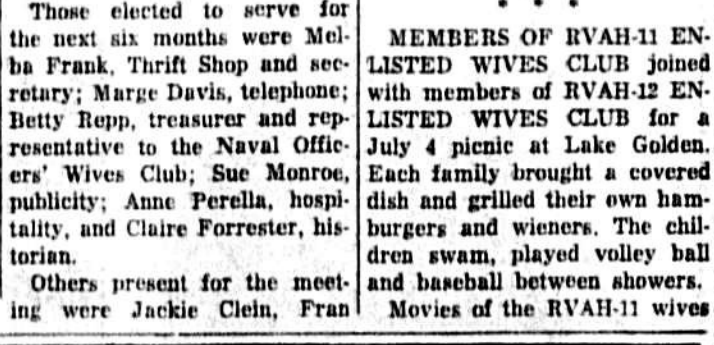 Those elected to serve for
the next six months were Mel-
ba Frank, Thrift Shop and sec-
retary; Marge Davis, telephone;
Betty Repp, treasurer and rep-
resentative to the Naval Offic-
ers' Wives Club; Sue Monroe,
publicity; Anne Perella, hospi-
tality, and Claire Forrester, his-
torian.
Others present for the meet-
ing were Jackie Clein, Fran
* * *
MEMBERS OF RVAH-11 EN-
LISTED WIVES CLUB joined
with members of RVAH-12 EN-
LISTED WIVES CLUB for a
July 4 picnic at Lake Golden.
Each family brought a covered
dish and grilled their own ham-
burgers and wieners. The chil-
dren swam, played volley ball
and baseball between showers.
Movies of the RVAH-11 wives